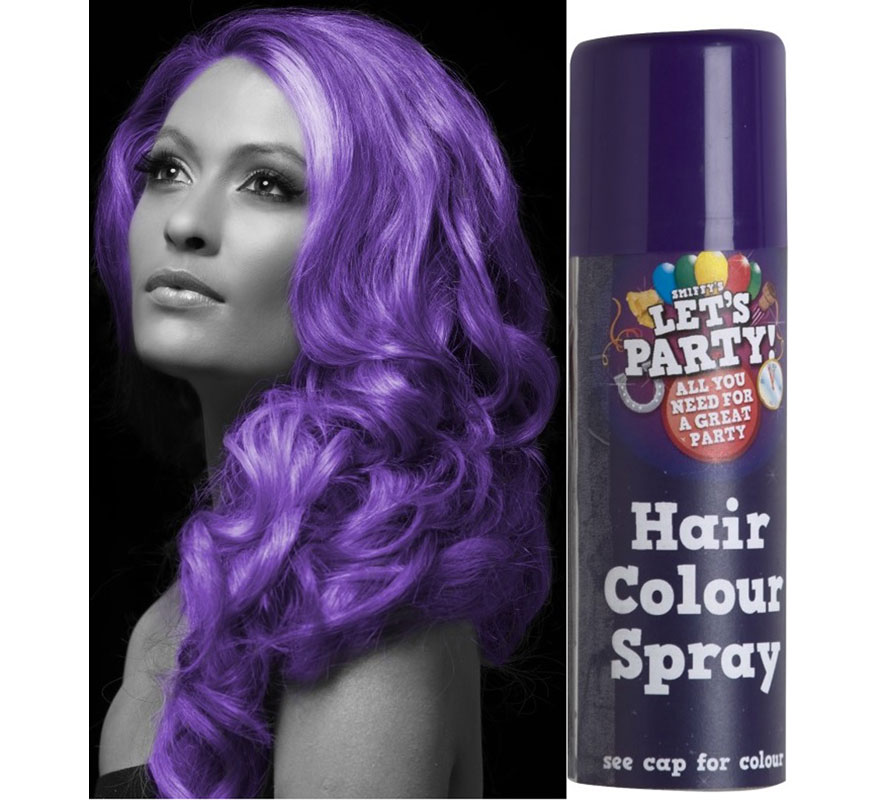 SMIFFY'S
LET'S
PARTY!
ALL YOU
NEED FOR
A GREAT
PARTY
Hair
Colour
Spray
see cap for colour